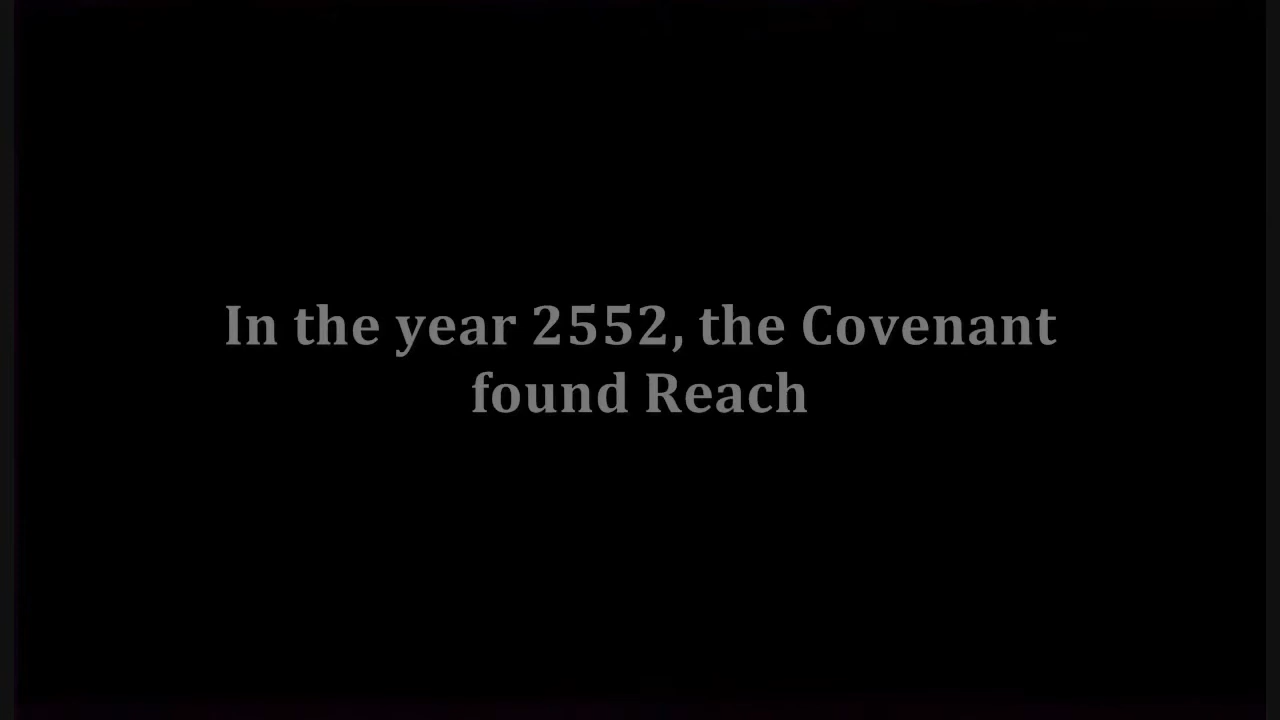 In the year 2552, the Covenant
found Reach